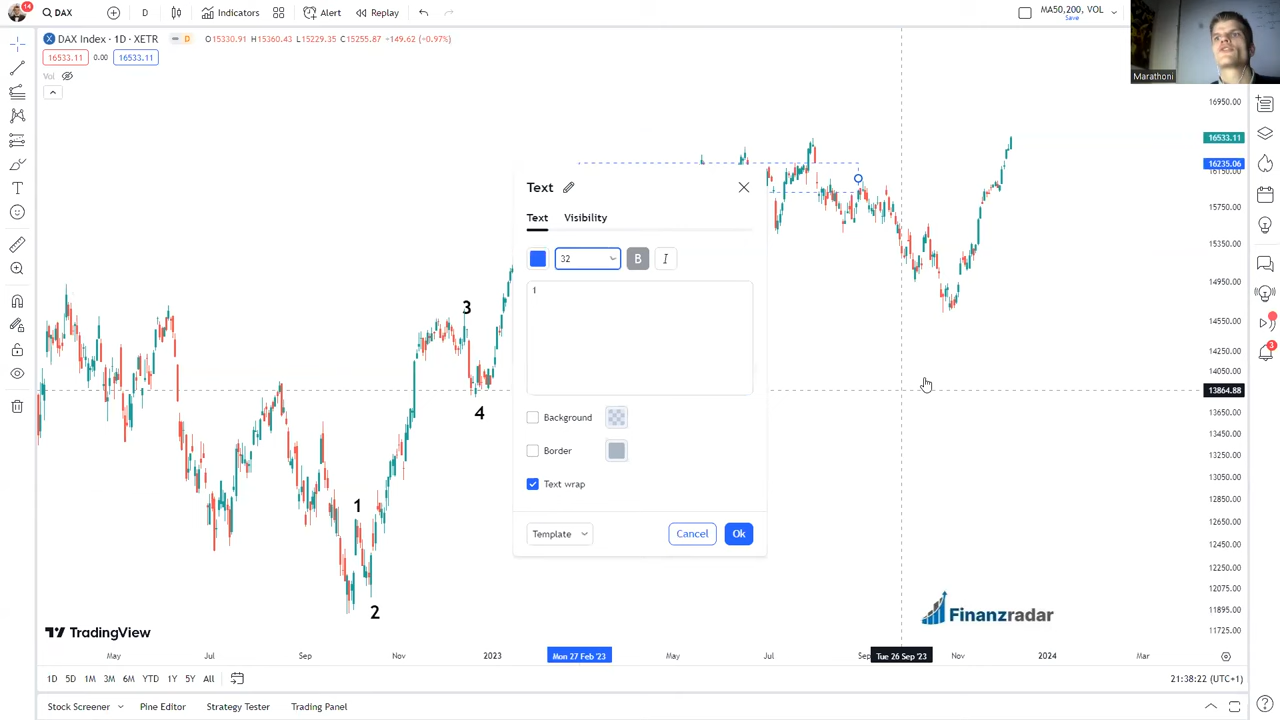 14
DAX
D
Indicators
Alert
Replay
MA50,200, VOL
Save
Marathoni
DAX Index · 1D · XETR
D
O15330.91 H15360.43 L15229.35 C15255.87 -149.62 (-0.97%)
16533.11
0.00
16533.11
Vol
16950.00
16533.11
16235.06
16150.00
15750.00
15350.00
14950.00
14550.00
14250.00
14050.00
13864.88
13650.00
13450.00
13255.00
13050.00
12850.00
12650.00
12450.00
12250.00
12075.00
11895.00
11725.00
Text
Text
Visibility
32
B
I
1
Background
Border
Text wrap
Template
Cancel
Ok
3
4
1
2
Finanzradar
TradingView
May
Jul
Sep
Nov
2023
Mon 27 Feb '23
May
Jul
Sep
Tue 26 Sep '23
Nov
2024
Mar
1D
5D
1M
3M
6M
YTD
1Y
5Y
All
21:38:22 (UTC+1)
Stock Screener
Pine Editor
Strategy Tester
Trading Panel
3